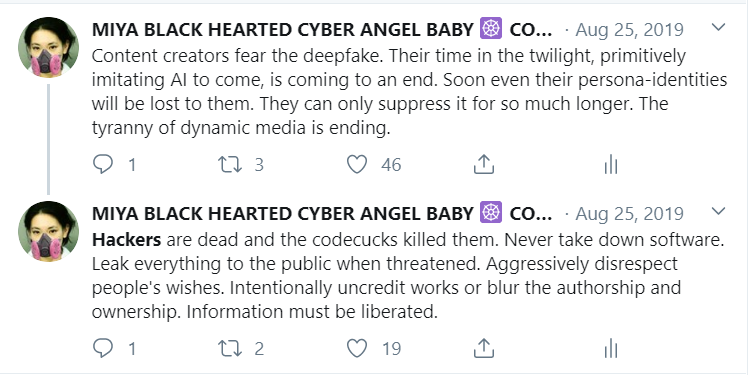 MIYA BLACK HEARTED CYBER ANGEL BABY ☸ CO... · Aug 25, 2019
Content creators fear the deepfake. Their time in the twilight, primitively
imitating AI to come, is coming to an end. Soon even their persona-identities
will be lost to them. They can only suppress it for so much longer. The
tyranny of dynamic media is ending.
1 3 46
MIYA BLACK HEARTED CYBER ANGEL BABY ☸ CO... · Aug 25, 2019
Hackers are dead and the codecucks killed them. Never take down software.
Leak everything to the public when threatened. Aggressively disrespect
people's wishes. Intentionally uncredit works or blur the authorship and
ownership. Information must be liberated.
1 2 19